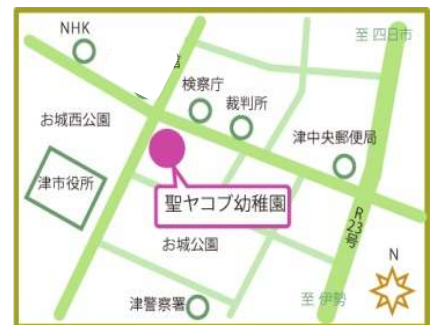 NHK
至 四日市
検察庁
裁判所
お城西公園
津中央郵便局
津市役所
聖ヤコブ幼稚園
R23号
お城公園
N
至 伊勢
津警察署